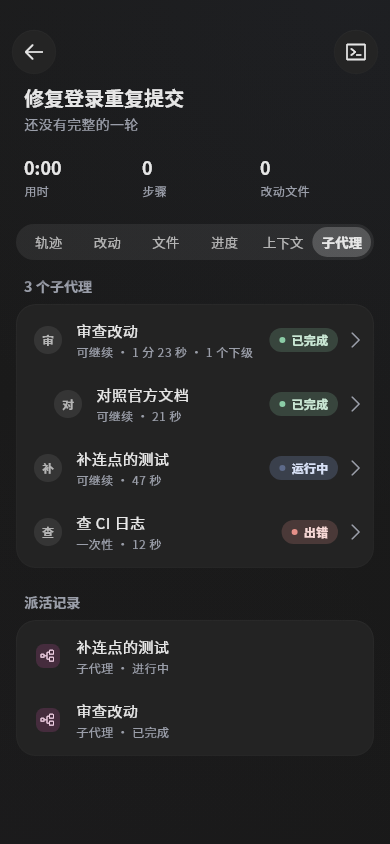 修复登录重复提交
还没有完整的一轮
0:00
0
0
用时
步骤
改动文件
轨迹
改动
文件
进度
上下文
子代理
3 个子代理
审
审查改动
可继续 · 1 分 23 秒 · 1 个下级
已完成
对
对照官方文档
可继续 · 21 秒
已完成
补
补连点的测试
可继续 · 47 秒
运行中
查
查 CI 日志
一次性 · 12 秒
出错
派活记录
补连点的测试
子代理 · 进行中
审查改动
子代理 · 已完成